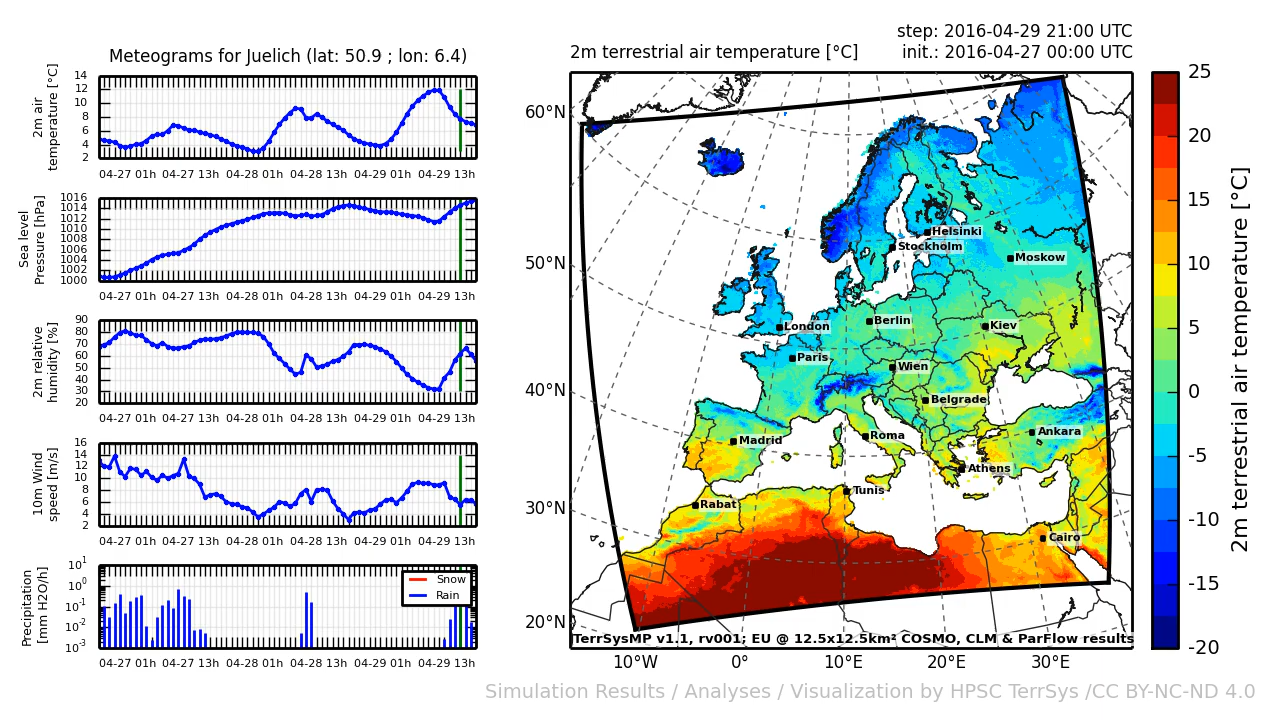 step: 2016-04-29 21:00 UTC
2m terrestrial air temperature [°C]
init.: 2016-04-27 00:00 UTC
Meteograms for Juelich (lat: 50.9 ; lon: 6.4)
2m air
temperature [°C]
14
12
10
8
6
4
2
04-27 01h 04-27 13h 04-28 01h 04-28 13h 04-29 01h 04-29 13h
Sea level
Pressure [hPa]
1016
1014
1012
1010
1008
1006
1004
1002
1000
04-27 01h 04-27 13h 04-28 01h 04-28 13h 04-29 01h 04-29 13h
2m relative
humidity [%]
90
80
70
60
50
40
30
20
04-27 01h 04-27 13h 04-28 01h 04-28 13h 04-29 01h 04-29 13h
10m Wind
speed [m/s]
16
14
12
10
8
6
4
2
04-27 01h 04-27 13h 04-28 01h 04-28 13h 04-29 01h 04-29 13h
Precipitation
[mm H2O/h]
10¹
10⁰
10⁻¹
10⁻²
10⁻³
Snow
Rain
04-27 01h 04-27 13h 04-28 01h 04-28 13h 04-29 01h 04-29 13h
60°N
50°N
40°N
30°N
20°N
Helsinki
Stockholm
Moskow
London
Berlin
Kiev
Paris
Wien
Belgrade
Madrid
Roma
Ankara
Athens
Tunis
Rabat
Cairo
TerrSysMP v1.1, rv001; EU @ 12.5x12.5km² COSMO, CLM & ParFlow results
10°W 0° 10°E 20°E 30°E
25
20
15
10
5
0
-5
-10
-15
-20
2m terrestrial air temperature [°C]
Simulation Results / Analyses / Visualization by HPSC TerrSys /CC BY-NC-ND 4.0